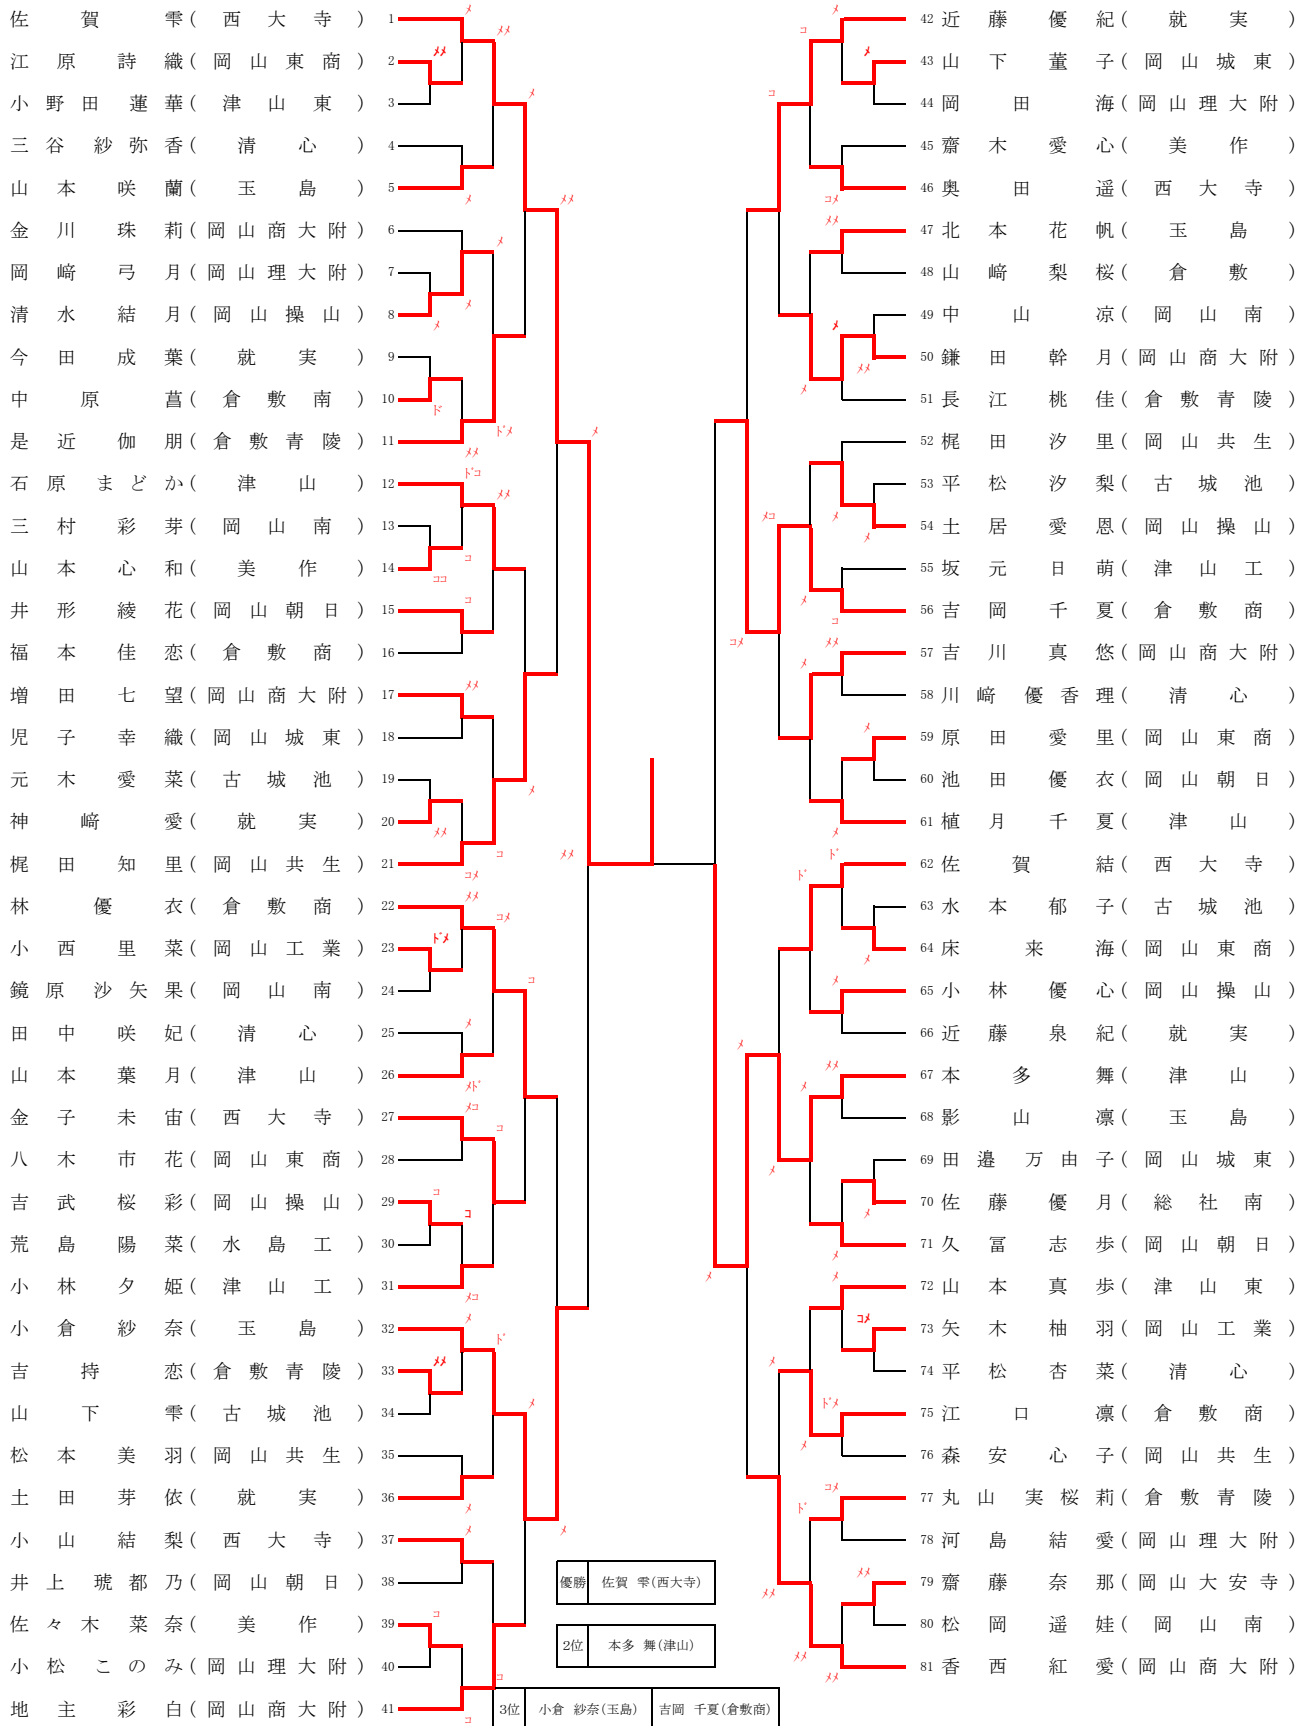 佐賀雫(西大寺) 1
江原詩織(岡山東商) 2
小野田蓮華(津山東) 3
三谷紗弥香(清心) 4
山本咲蘭(玉島) 5
金川珠莉(岡山商大附) 6
岡﨑弓月(岡山理大附) 7
清水結月(岡山操山) 8
今田成葉(就実) 9
中原菖(倉敷南) 10
是近伽朋(倉敷青陵) 11
石原まどか(津山) 12
三村彩芽(岡山南) 13
山本心和(美作) 14
井形綾花(岡山朝日) 15
福本佳恋(倉敷商) 16
増田七望(岡山商大附) 17
児子幸織(岡山城東) 18
元木愛菜(古城池) 19
神﨑愛(就実) 20
梶田知里(岡山共生) 21
林優衣(倉敷商) 22
小西里菜(岡山工業) 23
鏡原沙矢果(岡山南) 24
田中咲妃(清心) 25
山本葉月(津山) 26
金子未宙(西大寺) 27
八木市花(岡山東商) 28
吉武桜彩(岡山操山) 29
荒島陽菜(水島工) 30
小林夕姫(津山工) 31
小倉紗奈(玉島) 32
吉持恋(倉敷青陵) 33
山下雫(古城池) 34
松本美羽(岡山共生) 35
土田芽依(就実) 36
小山結梨(西大寺) 37
井上琥都乃(岡山朝日) 38
佐々木菜奈(美作) 39
小松このみ(岡山理大附) 40
地主彩白(岡山商大附) 41
42 近藤優紀(就実)
43 山下菫子(岡山城東)
44 岡田海(岡山理大附)
45 齋木愛心(美作)
46 奥田遥(西大寺)
47 北本花帆(玉島)
48 山﨑梨桜(倉敷)
49 中山凉(岡山南)
50 鎌田幹月(岡山商大附)
51 長江桃佳(倉敷青陵)
52 梶田汐里(岡山共生)
53 平松汐梨(古城池)
54 土居愛恩(岡山操山)
55 坂元日萌(津山工)
56 吉岡千夏(倉敷商)
57 吉川真悠(岡山商大附)
58 川﨑優香理(清心)
59 原田愛里(岡山東商)
60 池田優衣(岡山朝日)
61 植月千夏(津山)
62 佐賀結(西大寺)
63 水本郁子(古城池)
64 床来海(岡山東商)
65 小林優心(岡山操山)
66 近藤泉紀(就実)
67 本多舞(津山)
68 影山凛(玉島)
69 田邉万由子(岡山城東)
70 佐藤優月(総社南)
71 久冨志歩(岡山朝日)
72 山本真歩(津山東)
73 矢木柚羽(岡山工業)
74 平松杏菜(清心)
75 江口凛(倉敷商)
76 森安心子(岡山共生)
77 丸山実桜莉(倉敷青陵)
78 河島結愛(岡山理大附)
79 齋藤奈那(岡山大安寺)
80 松岡遥娃(岡山南)
81 香西紅愛(岡山商大附)
優勝 佐賀 雫(西大寺)
2位 本多 舞(津山)
3位 小倉 紗奈(玉島) 吉岡 千夏(倉敷商)